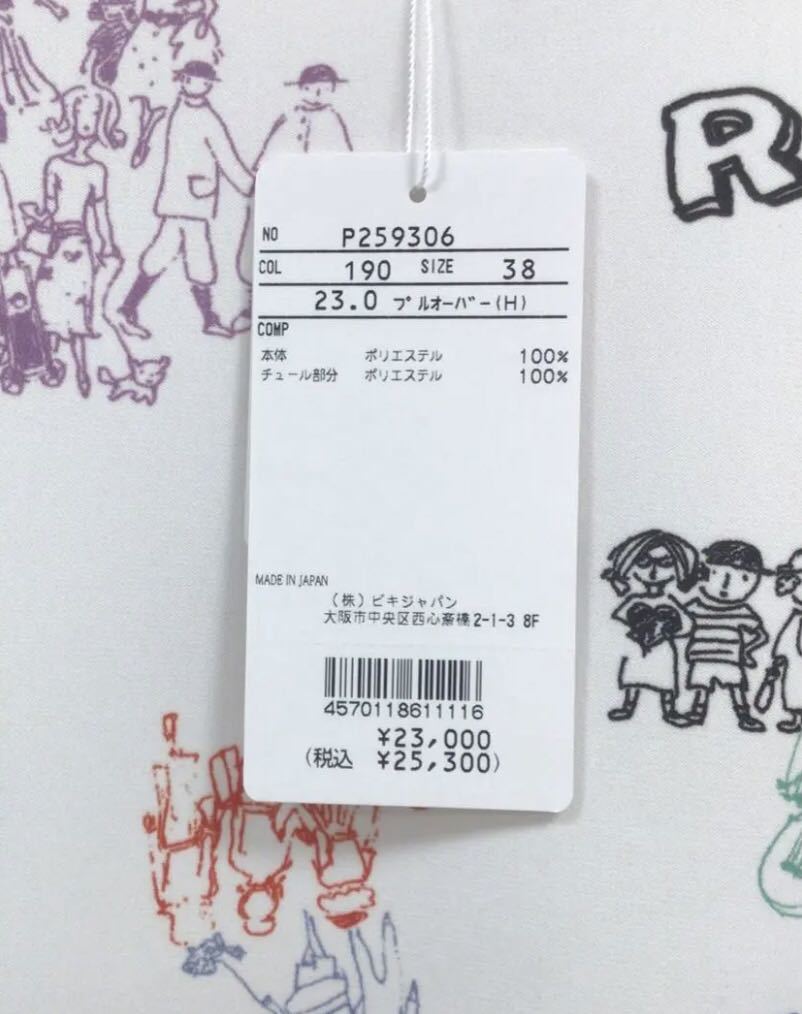 R
NO P259306
COL 190 SIZE 38
23.0 プルオーバー(H)
COMP
本体 ポリエステル 100%
チュール部分 ポリエステル 100%
MADE IN JAPAN
(株)ピキジャパン
大阪市中央区西心斎橋2-1-3 8F
4570118611116
¥23,000
(税込 ¥25,300)